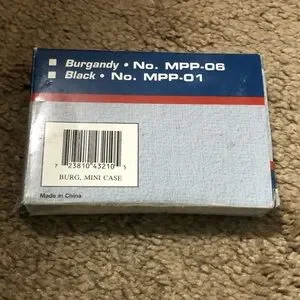 Burgandy • No. MPP-06
Black • No. MPP-01
7 23810 43210 5
BURG. MINI CASE
Made in China